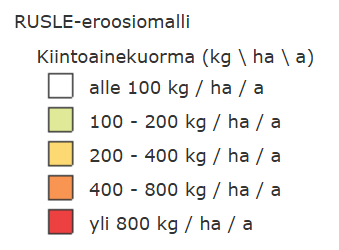 RUSLE-eroosiomalli
Kiintoainekuorma (kg \ ha \ a)
alle 100 kg / ha / a
100 - 200 kg / ha / a
200 - 400 kg / ha / a
400 - 800 kg / ha / a
yli 800 kg / ha / a